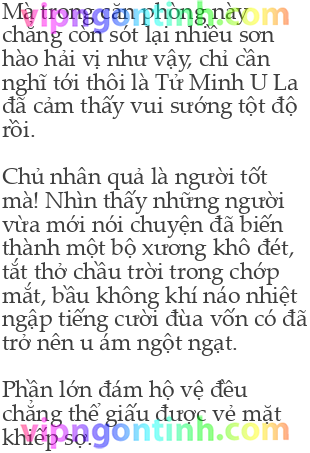 Mà trong căn phòng này
chẳng còn sót lại nhiều sơn
hào hải vị như vậy, chỉ cần
nghĩ tới thôi là Tử Minh U La
đã cảm thấy vui sướng tột độ
rồi.
Chủ nhân quả là người tốt
mà! Nhìn thấy những người
vừa mới nói chuyện đã biến
thành một bộ xương khô đét,
tắt thở chầu trời trong chớp
mắt, bầu không khí náo nhiệt
ngập tiếng cười đùa vốn có đã
trở nên u ám ngột ngạt.
Phần lớn đám hộ vệ đều
chẳng thể giấu được vẻ mặt
khiếp sợ.
vipngontinh.com
vipngontinh.com